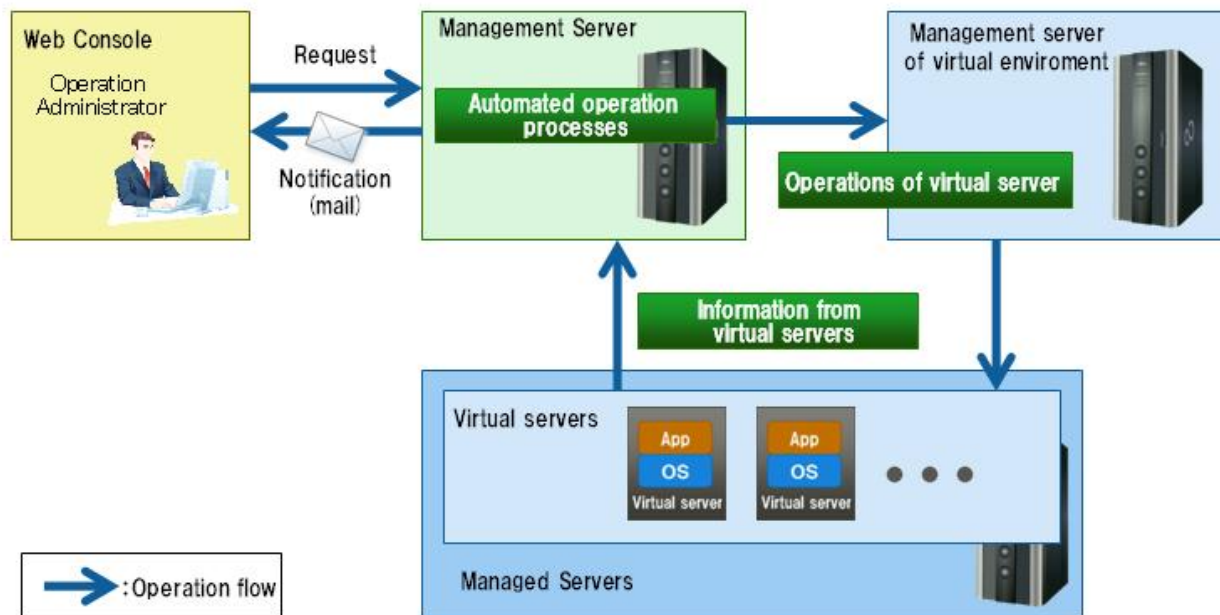 Web Console
Operation
Administrator
Request
Notification
(mail)
Management Server
Automated operation
processes
Management server
of virtual enviroment
Operations of virtual server
Information from
virtual servers
Virtual servers
App
OS
Virtual server
App
OS
Virtual server
● ● ●
Managed Servers
:Operation flow